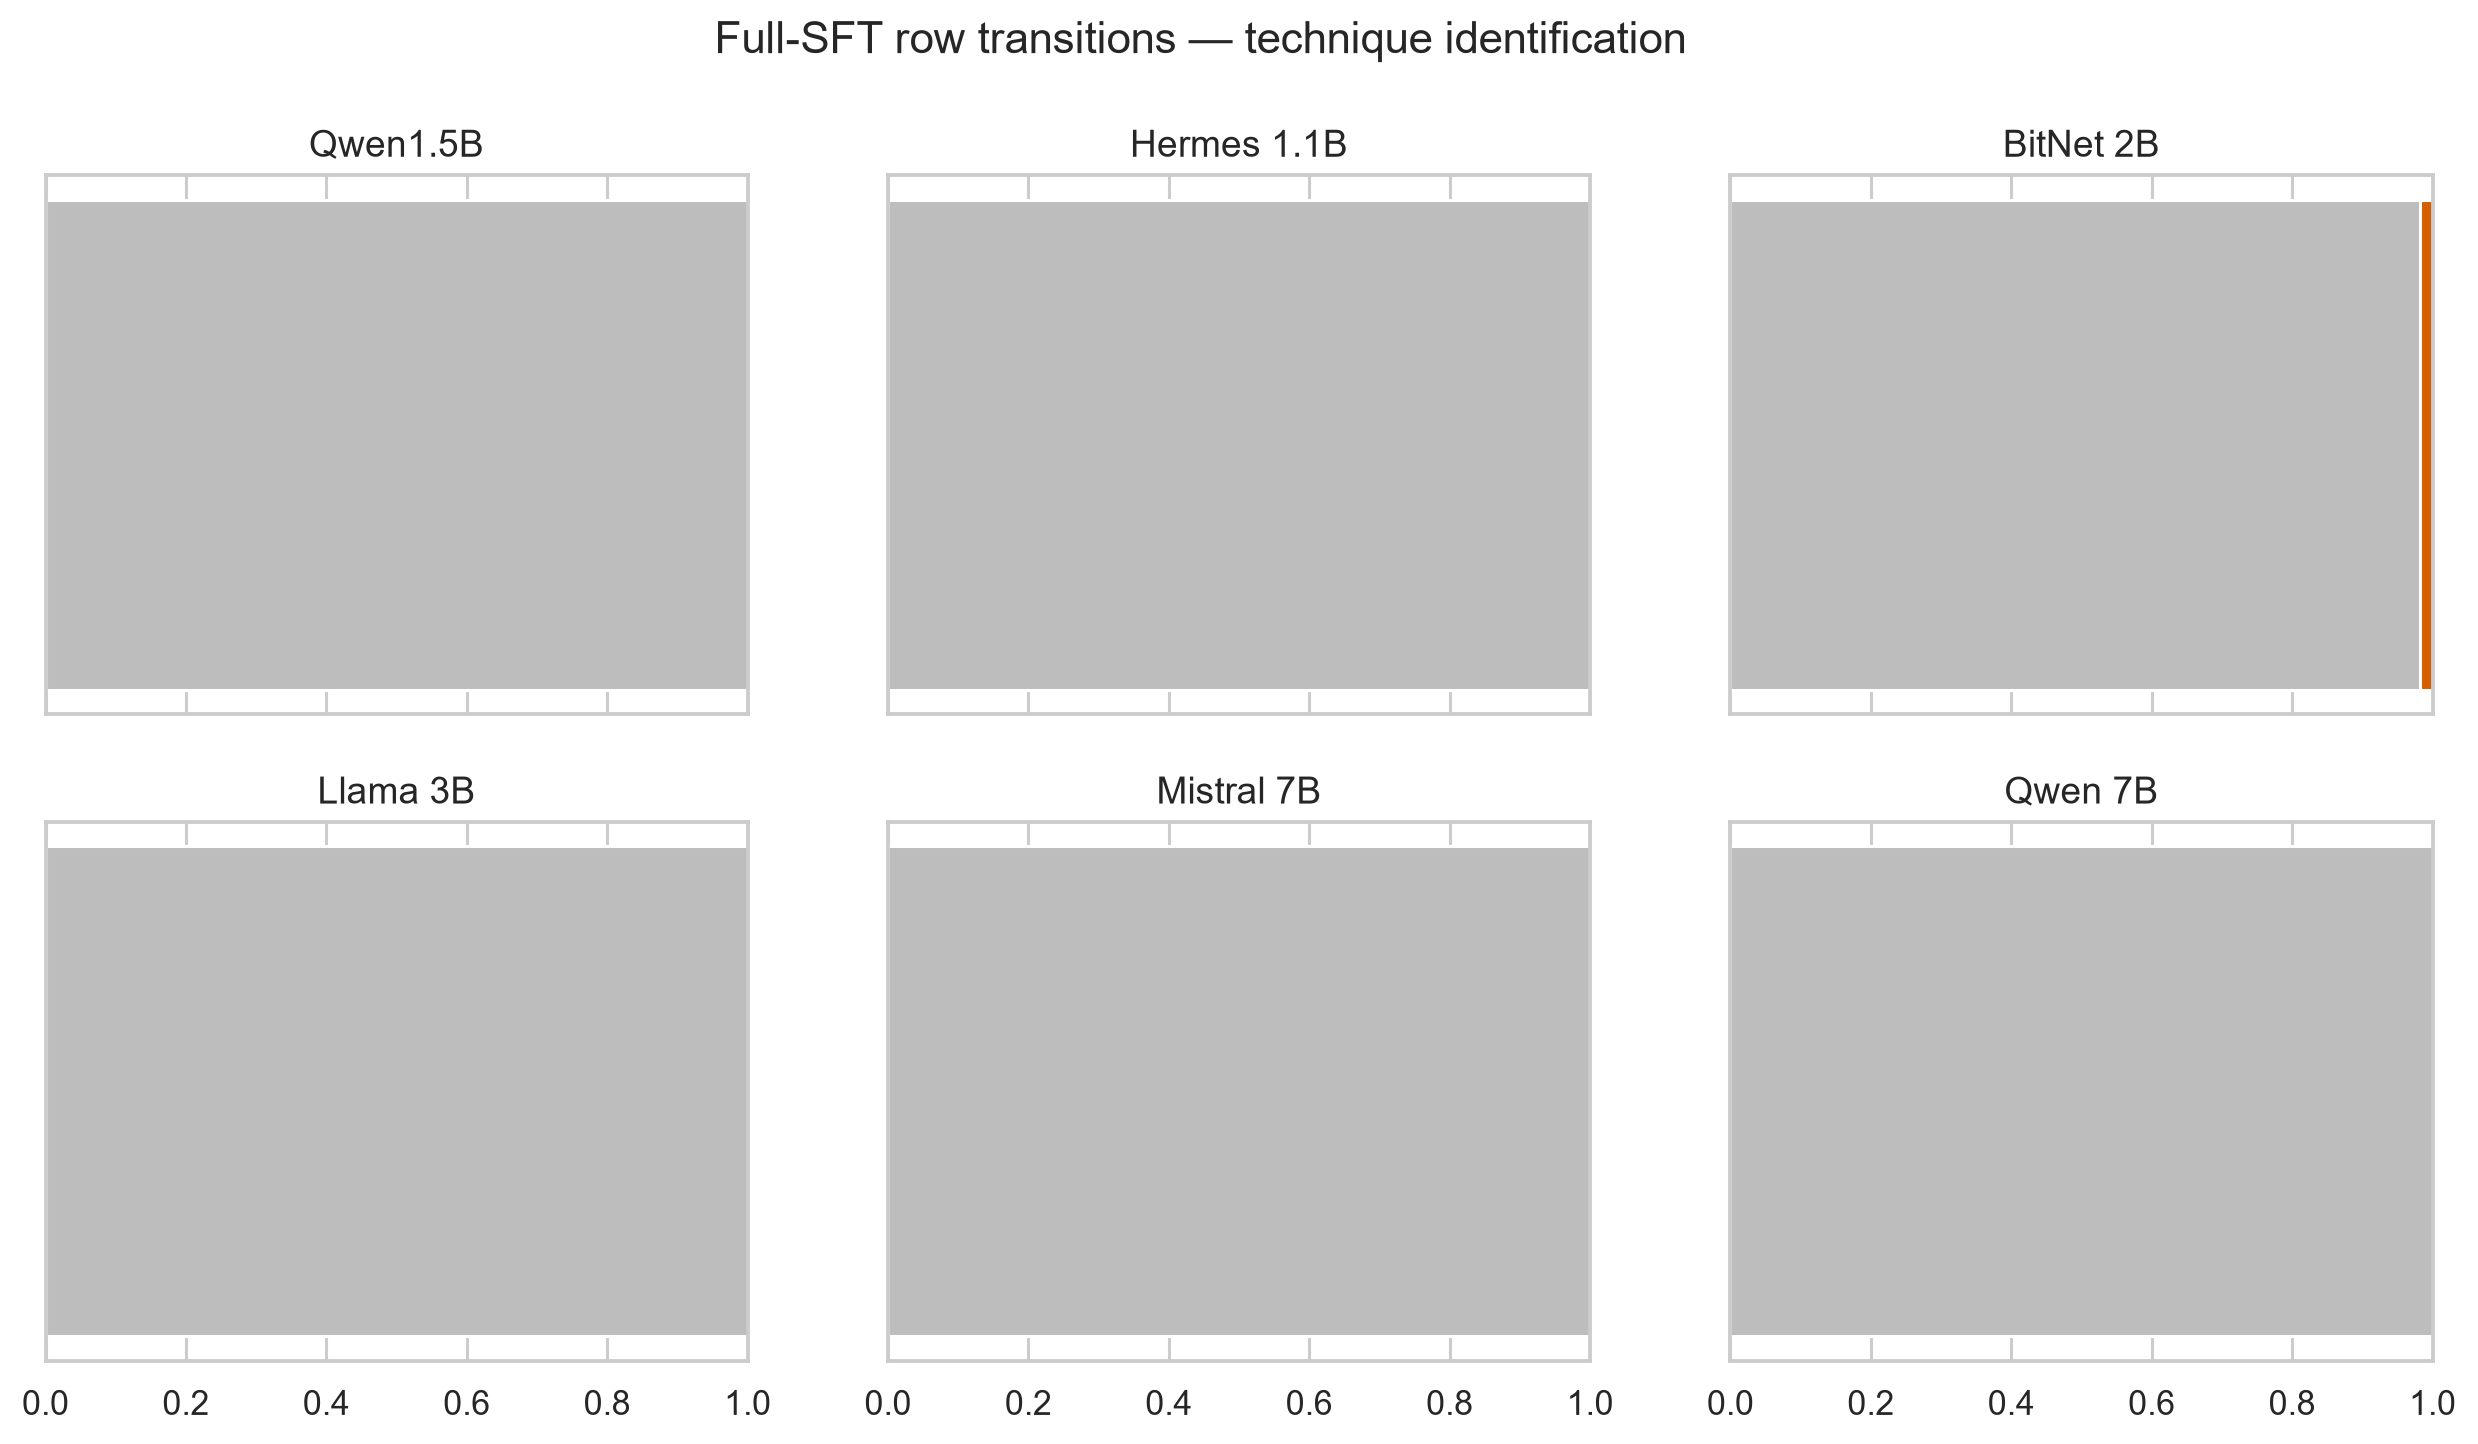 Full-SFT row transitions — technique identification
Qwen1.5B
Hermes 1.1B
BitNet 2B
Llama 3B
Mistral 7B
Qwen 7B
0.0 0.2 0.4 0.6 0.8 1.0
0.0 0.2 0.4 0.6 0.8 1.0
0.0 0.2 0.4 0.6 0.8 1.0